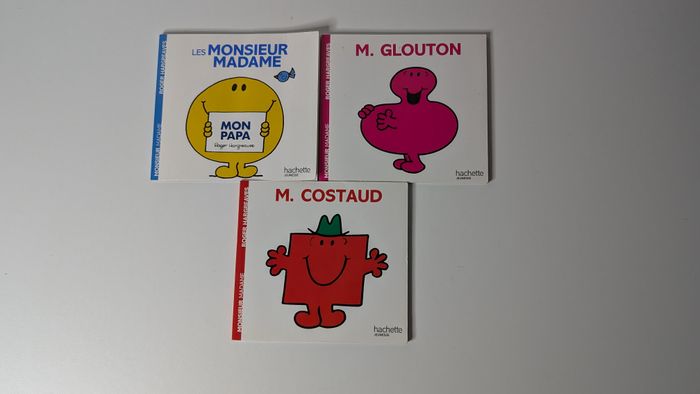 LES MONSIEUR
MADAME
MON
PAPA
Roger Hargreaves
hachette
JEUNESSE
ROGER HARGREAVES
MONSIEUR MADAME
M. GLOUTON
hachette
JEUNESSE
ROGER HARGREAVES
MONSIEUR MADAME
M. COSTAUD
hachette
JEUNESSE
ROGER HARGREAVES
MONSIEUR MADAME